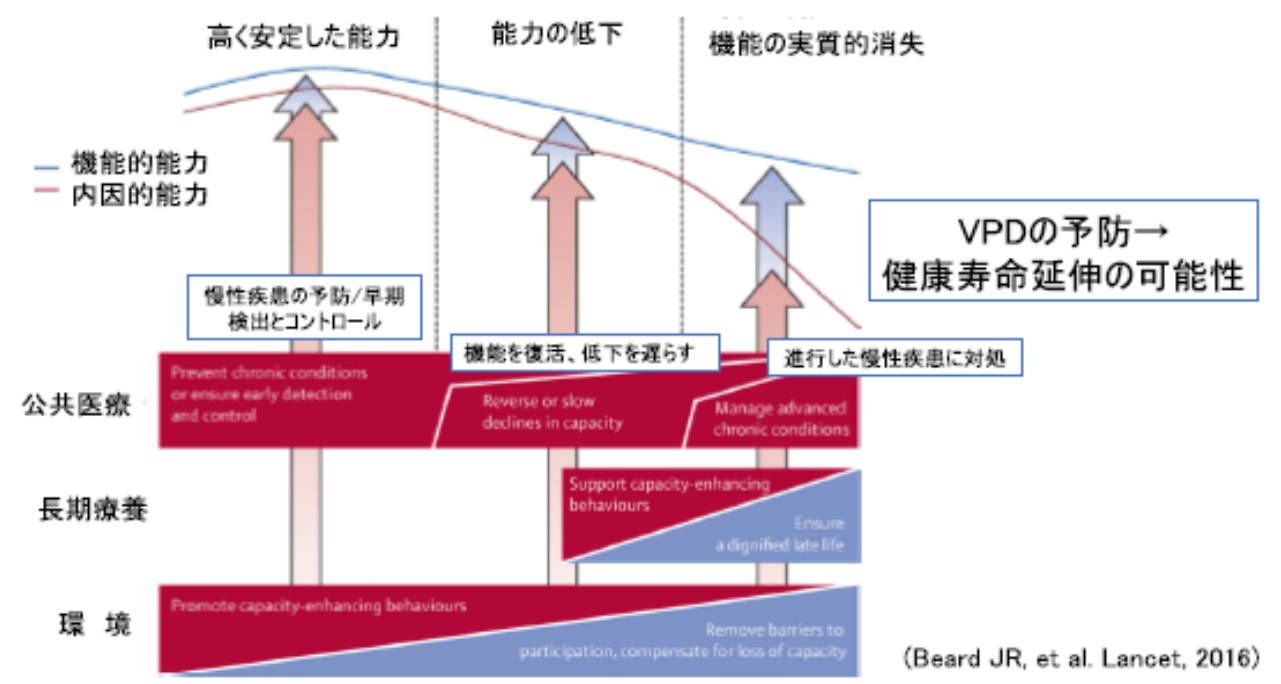 高く安定した能力
能力の低下
機能の実質的消失
機能的能力
内因的能力
VPDの予防→
健康寿命延伸の可能性
慢性疾患の予防/早期
検出とコントロール
機能を復活、低下を遅らす
進行した慢性疾患に対処
公共医療
Prevent chronic conditions
or ensure early detection
and control
Reverse or slow
declines in capacity
Manage advanced
chronic conditions
長期療養
Support capacity-enhancing
behaviours
Ensure
a dignified late life
環 境
Promote capacity-enhancing behaviours
Remove barriers to
participation, compensate for loss of capacity
(Beard JR, et al. Lancet, 2016)